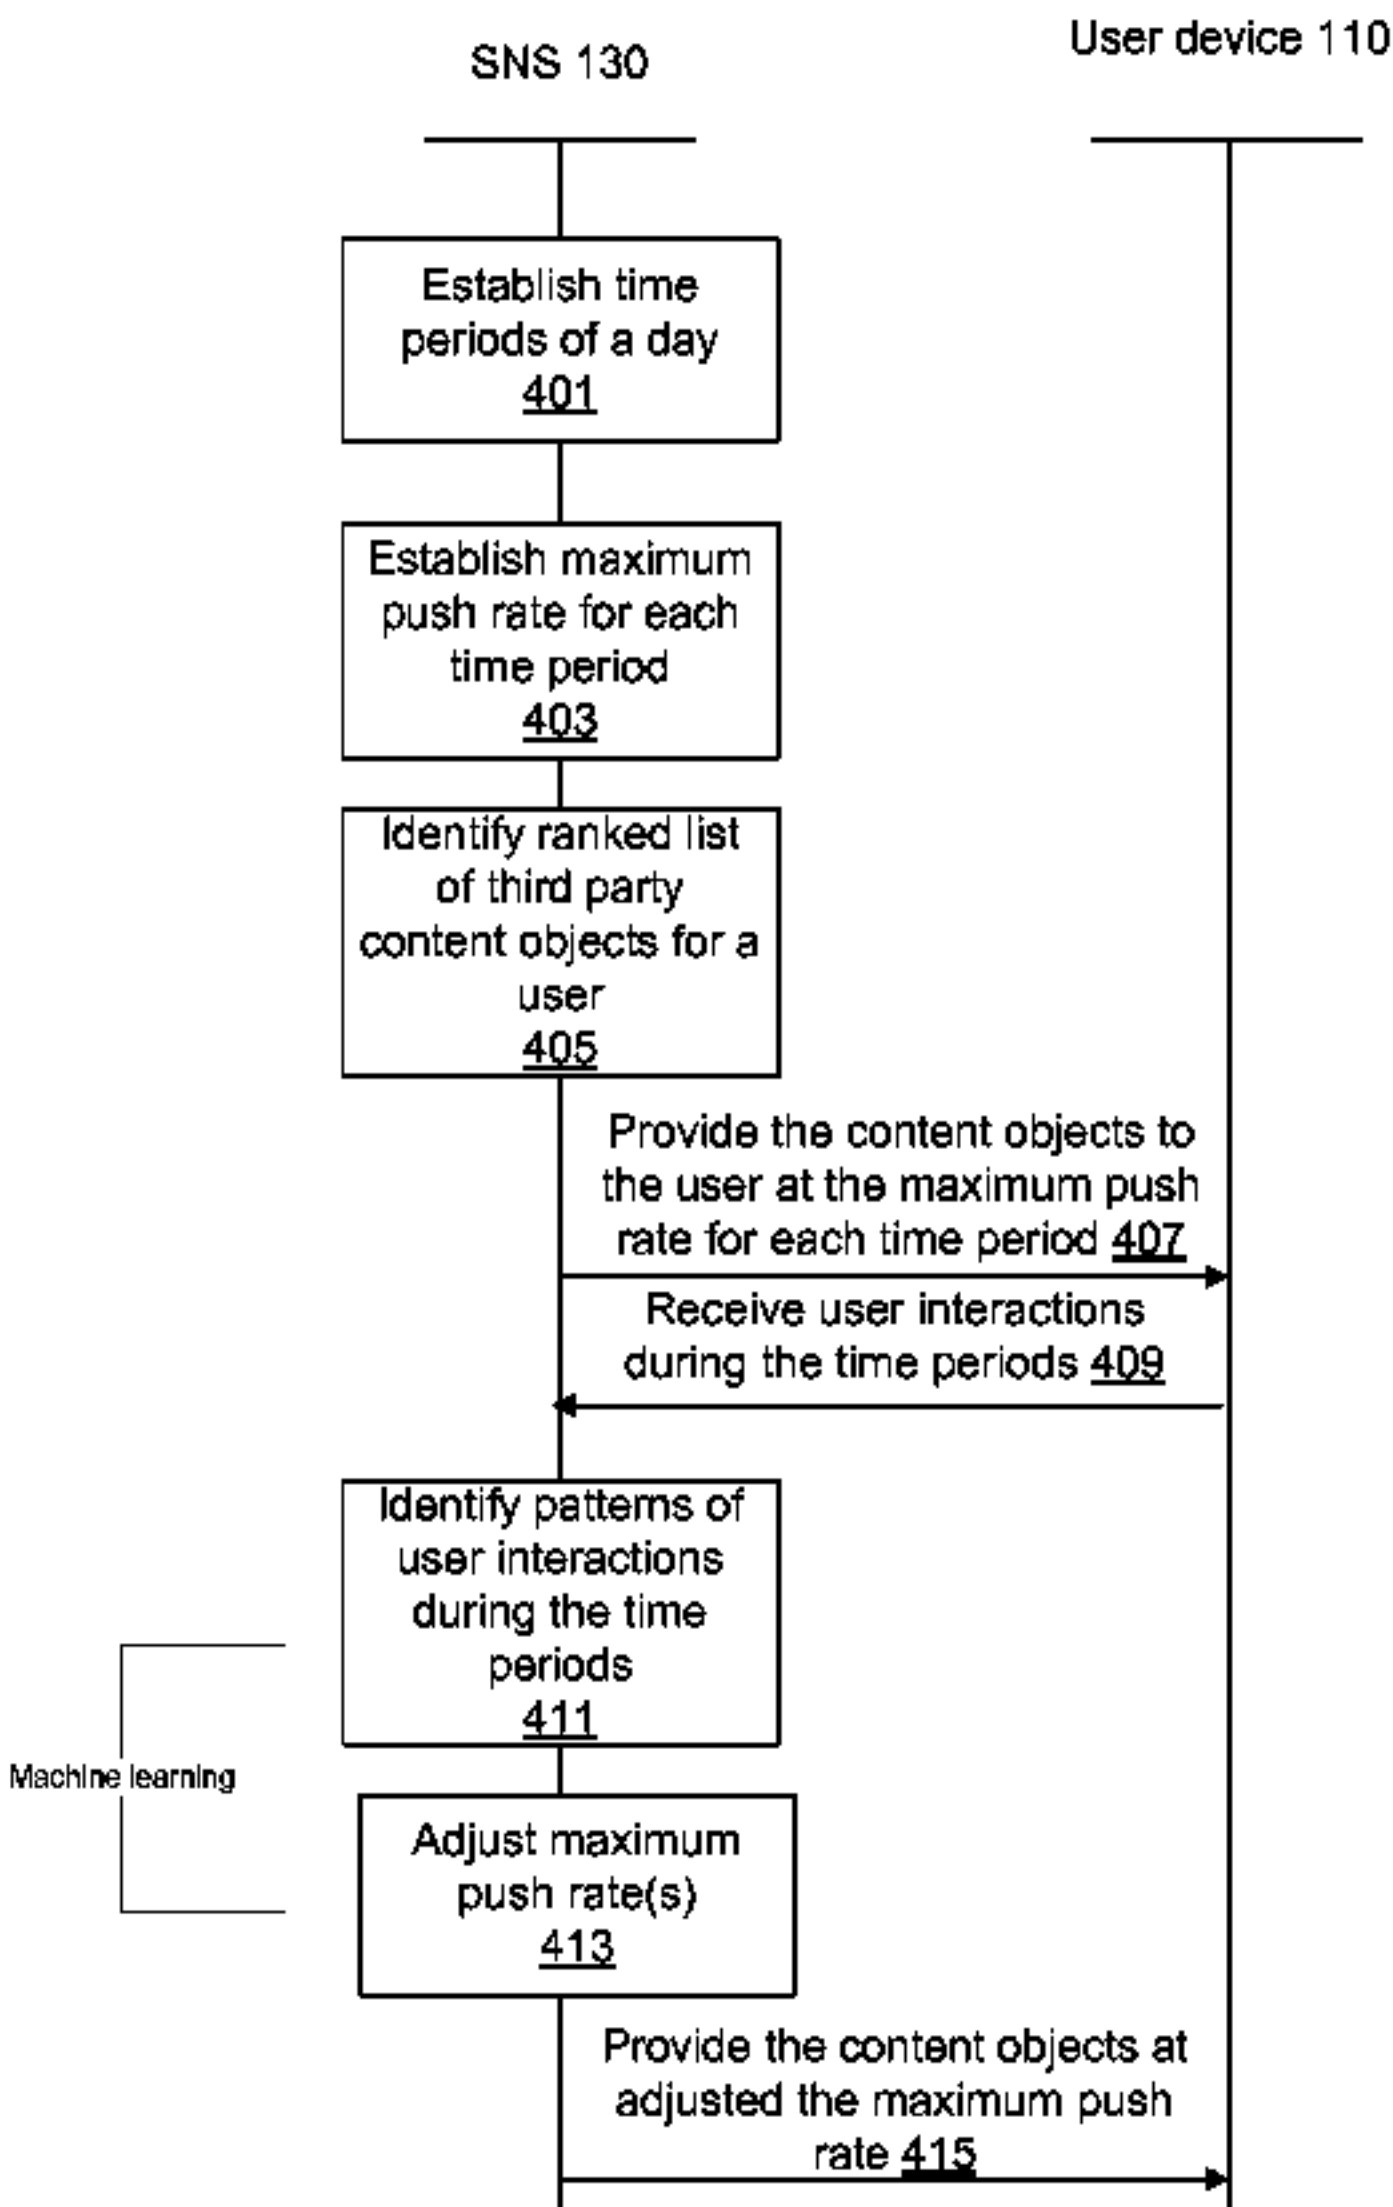 SNS 130
User device 110
Establish time
periods of a day
401
Establish maximum
push rate for each
time period
403
Identify ranked list
of third party
content objects for a
user
405
Provide the content objects to
the user at the maximum push
rate for each time period 407
Receive user interactions
during the time periods 409
Identify patterns of
user interactions
during the time
periods
411
Machine learning
Adjust maximum
push rate(s)
413
Provide the content objects at
adjusted the maximum push
rate 415